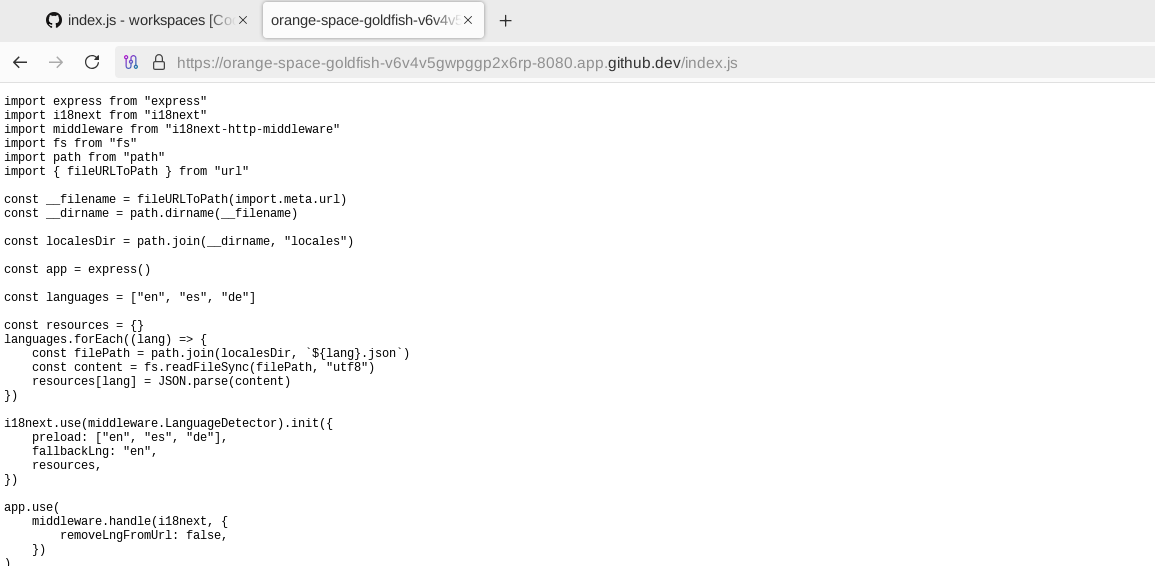 index.js - workspaces [Co
orange-space-goldfish-v6v4v5
https://orange-space-goldfish-v6v4v5gwpggp2x6rp-8080.app.github.dev/index.js
import express from "express"
import i18next from "i18next"
import middleware from "i18next-http-middleware"
import fs from "fs"
import path from "path"
import { fileURLToPath } from "url"
const __filename = fileURLToPath(import.meta.url)
const __dirname = path.dirname(__filename)
const localesDir = path.join(__dirname, "locales")
const app = express()
const languages = ["en", "es", "de"]
const resources = {}
languages.forEach((lang) => {
    const filePath = path.join(localesDir, `${lang}.json`)
    const content = fs.readFileSync(filePath, "utf8")
    resources[lang] = JSON.parse(content)
})
i18next.use(middleware.LanguageDetector).init({
    preload: ["en", "es", "de"],
    fallbackLng: "en",
    resources,
})
app.use(
    middleware.handle(i18next, {
        removeLngFromUrl: false,
    })
)